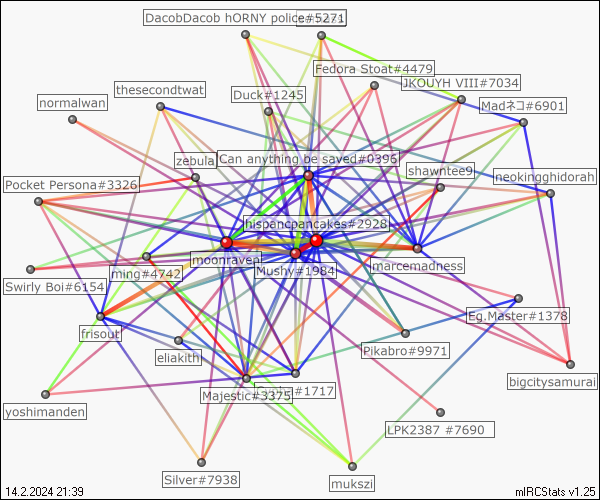 DacobDacob hORNY police#5271
Fedora Stoat#4479
JKOUYH VIII#7034
thesecondtwat
Duck#1245
normalwan
Madネコ#6901
zebula
Can anything be saved#0396
shawntee9
Pocket Persona#3326
neokingghidorah
hispancpancakes#2928
moonraven
marcemadness
ming#4742
Mushy#1984
Swirly Boi#6154
Eg.Master#1378
frisout
eliakith
Pikabro#9971
bigcitysamurai
Majestic#3375
#1717
yoshimanden
LPK2387 #7690
Silver#7938
mukszi
14.2.2024 21:39
mIRCStats v1.25